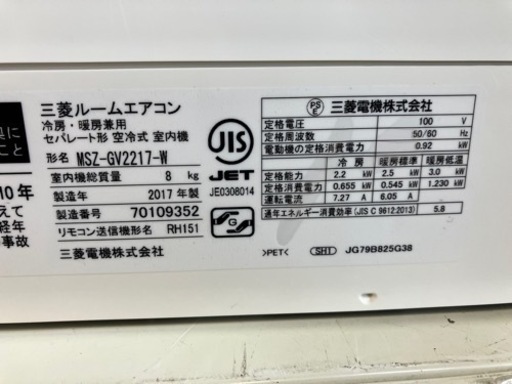 三菱ルームエアコン
冷房・暖房兼用
セパレート形 空冷式 室内機
形名 MSZ-GV2217-W
室内機総質量 8 kg
製造年 2017 年製
製造番号 70109352
リモコン送信機形名 RH151
三菱電機株式会社
10年
えて
経年
事故
具に
こと
JIS
JET
JE0308014
PS
E
三菱電機株式会社
定格電圧 100 V
定格周波数 50/60 Hz
電動機の定格消費電力 0.92 kW
冷房 暖房標準 暖房低温
定格能力 2.2 2.5 3.0 kW
定格消費電力 0.655 0.545 1.230 kW
運転電流 7.27 A 6.05 A
通年エネルギー消費効率(JIS C 9612:2013) 5.8
>PET< SHI JG79B825G38